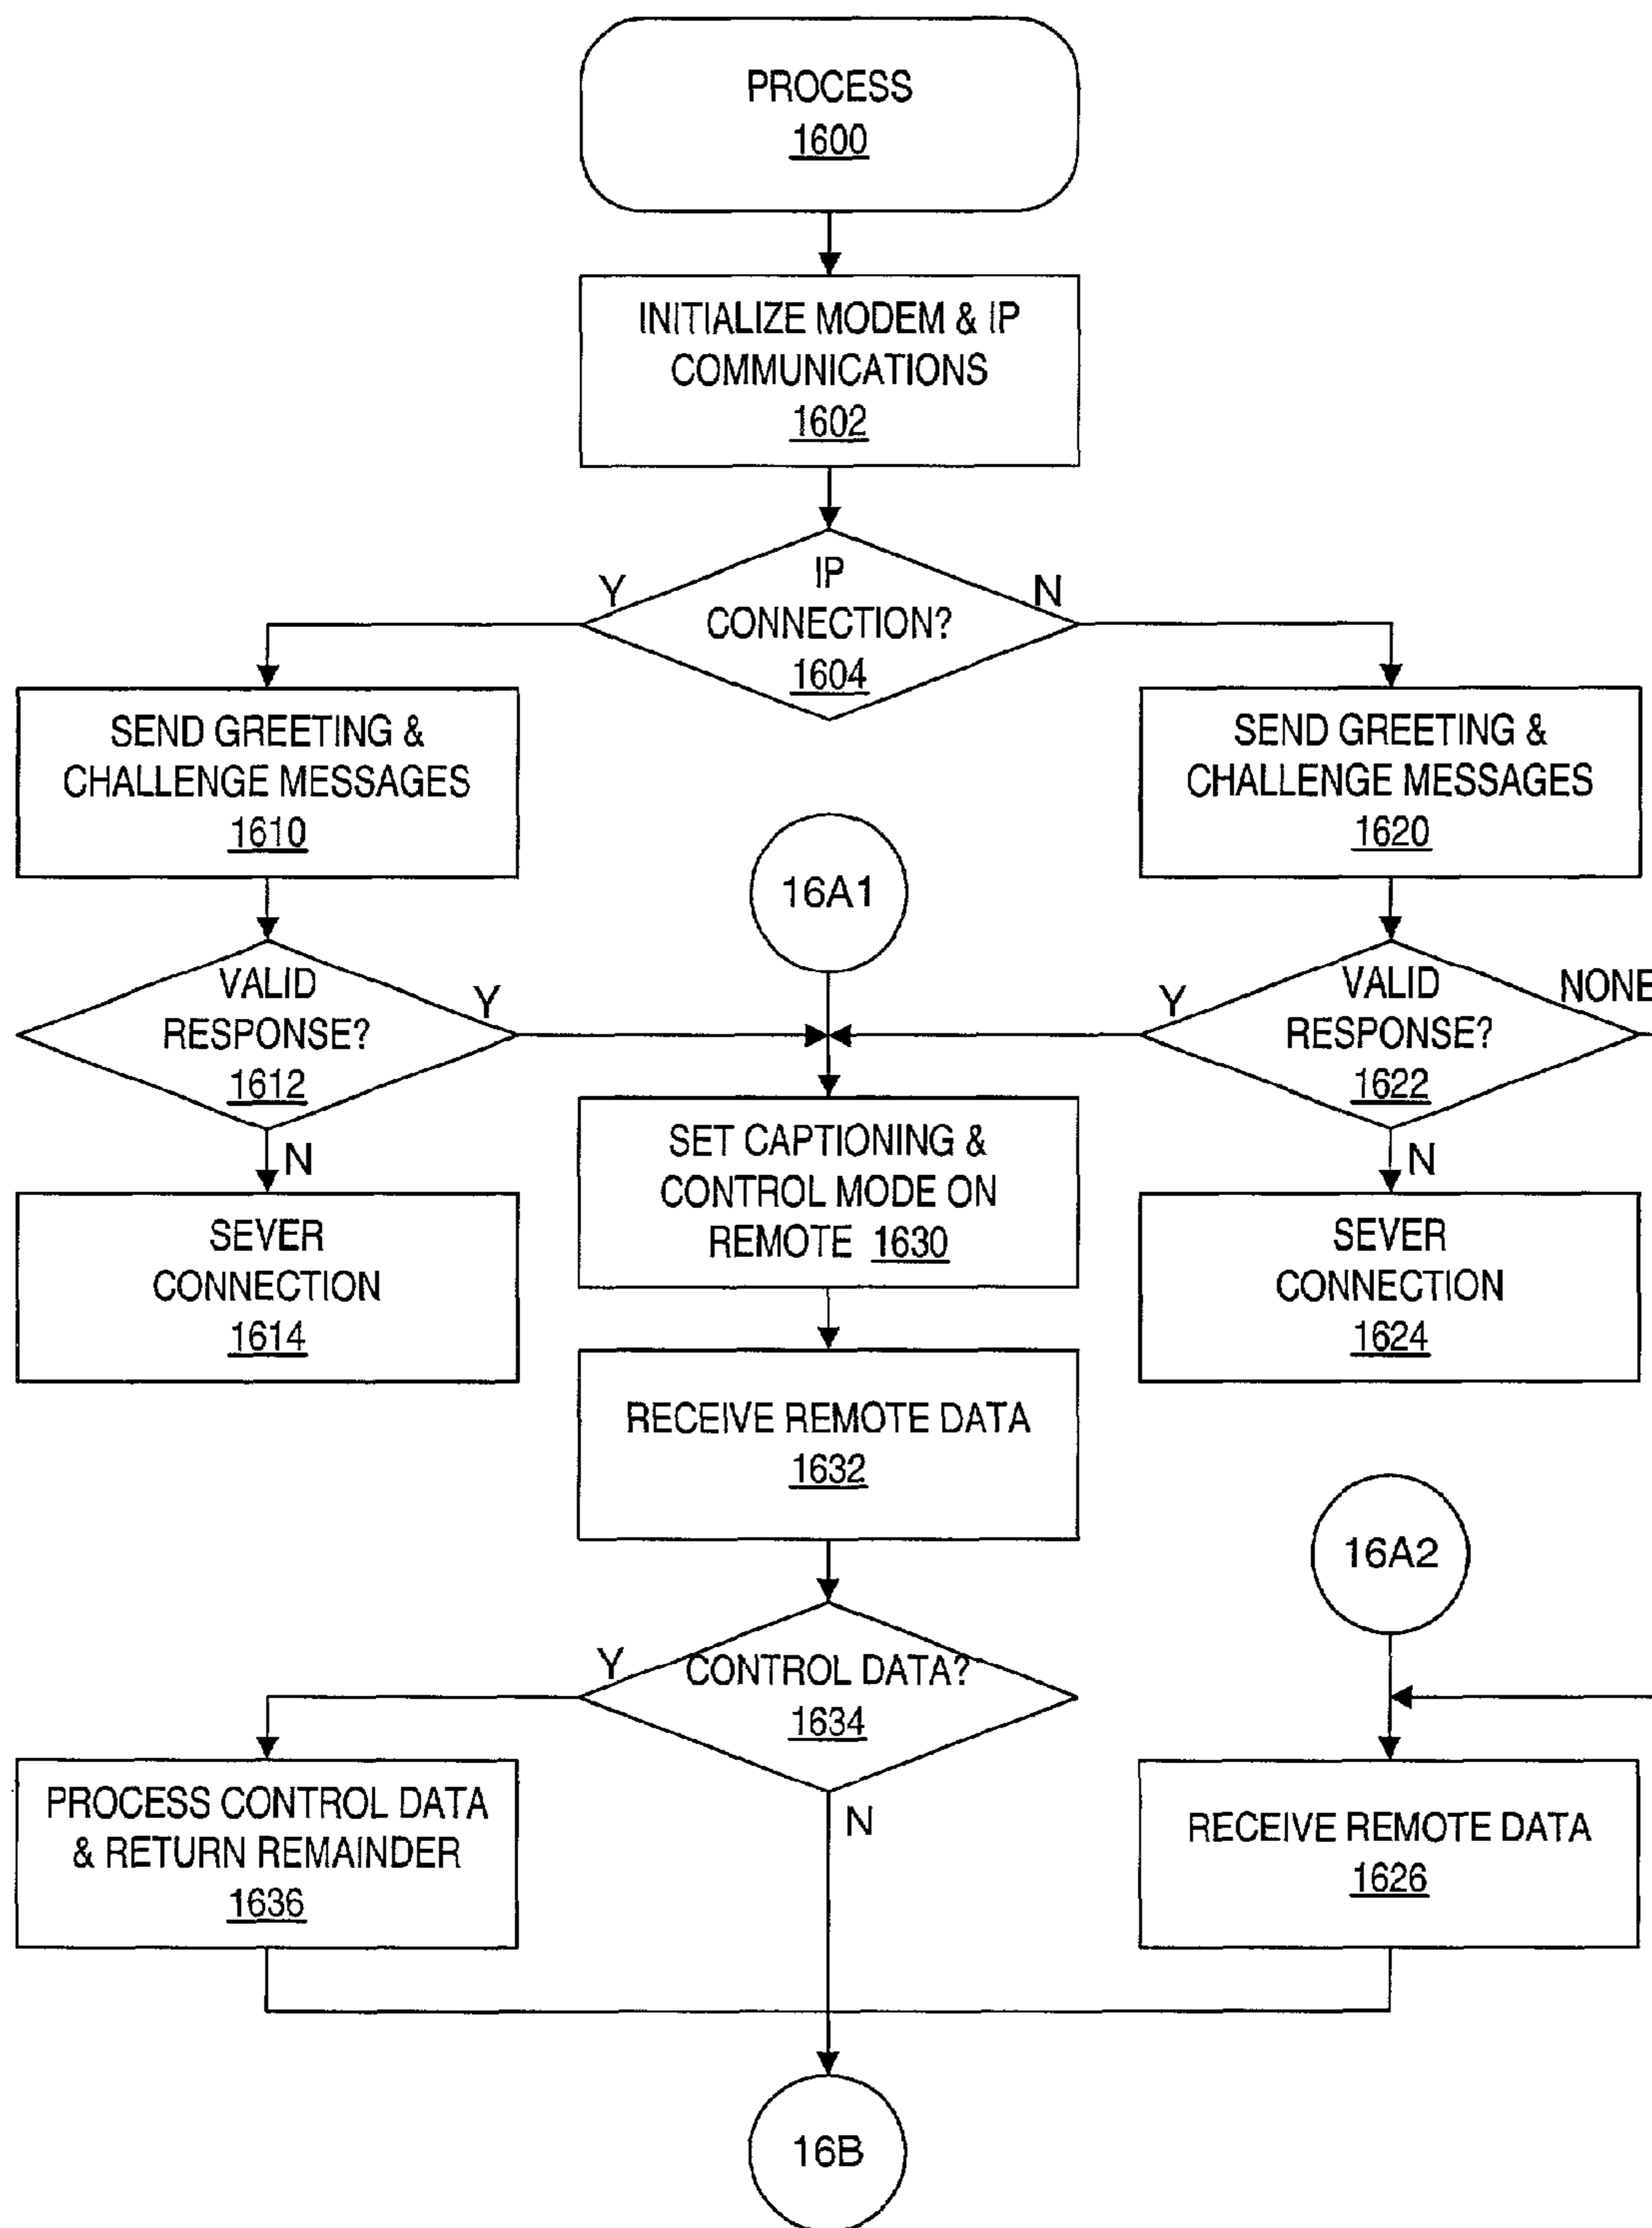 PROCESS
1600
INITIALIZE MODEM & IP
COMMUNICATIONS
1602
IP
CONNECTION?
1604
Y
N
SEND GREETING &
CHALLENGE MESSAGES
1610
SEND GREETING &
CHALLENGE MESSAGES
1620
16A1
VALID
RESPONSE?
1612
Y
N
VALID
RESPONSE?
1622
Y
NONE
N
SEVER
CONNECTION
1614
SET CAPTIONING &
CONTROL MODE ON
REMOTE 1630
SEVER
CONNECTION
1624
RECEIVE REMOTE DATA
1632
16A2
CONTROL DATA?
1634
Y
N
PROCESS CONTROL DATA
& RETURN REMAINDER
1636
RECEIVE REMOTE DATA
1626
16B